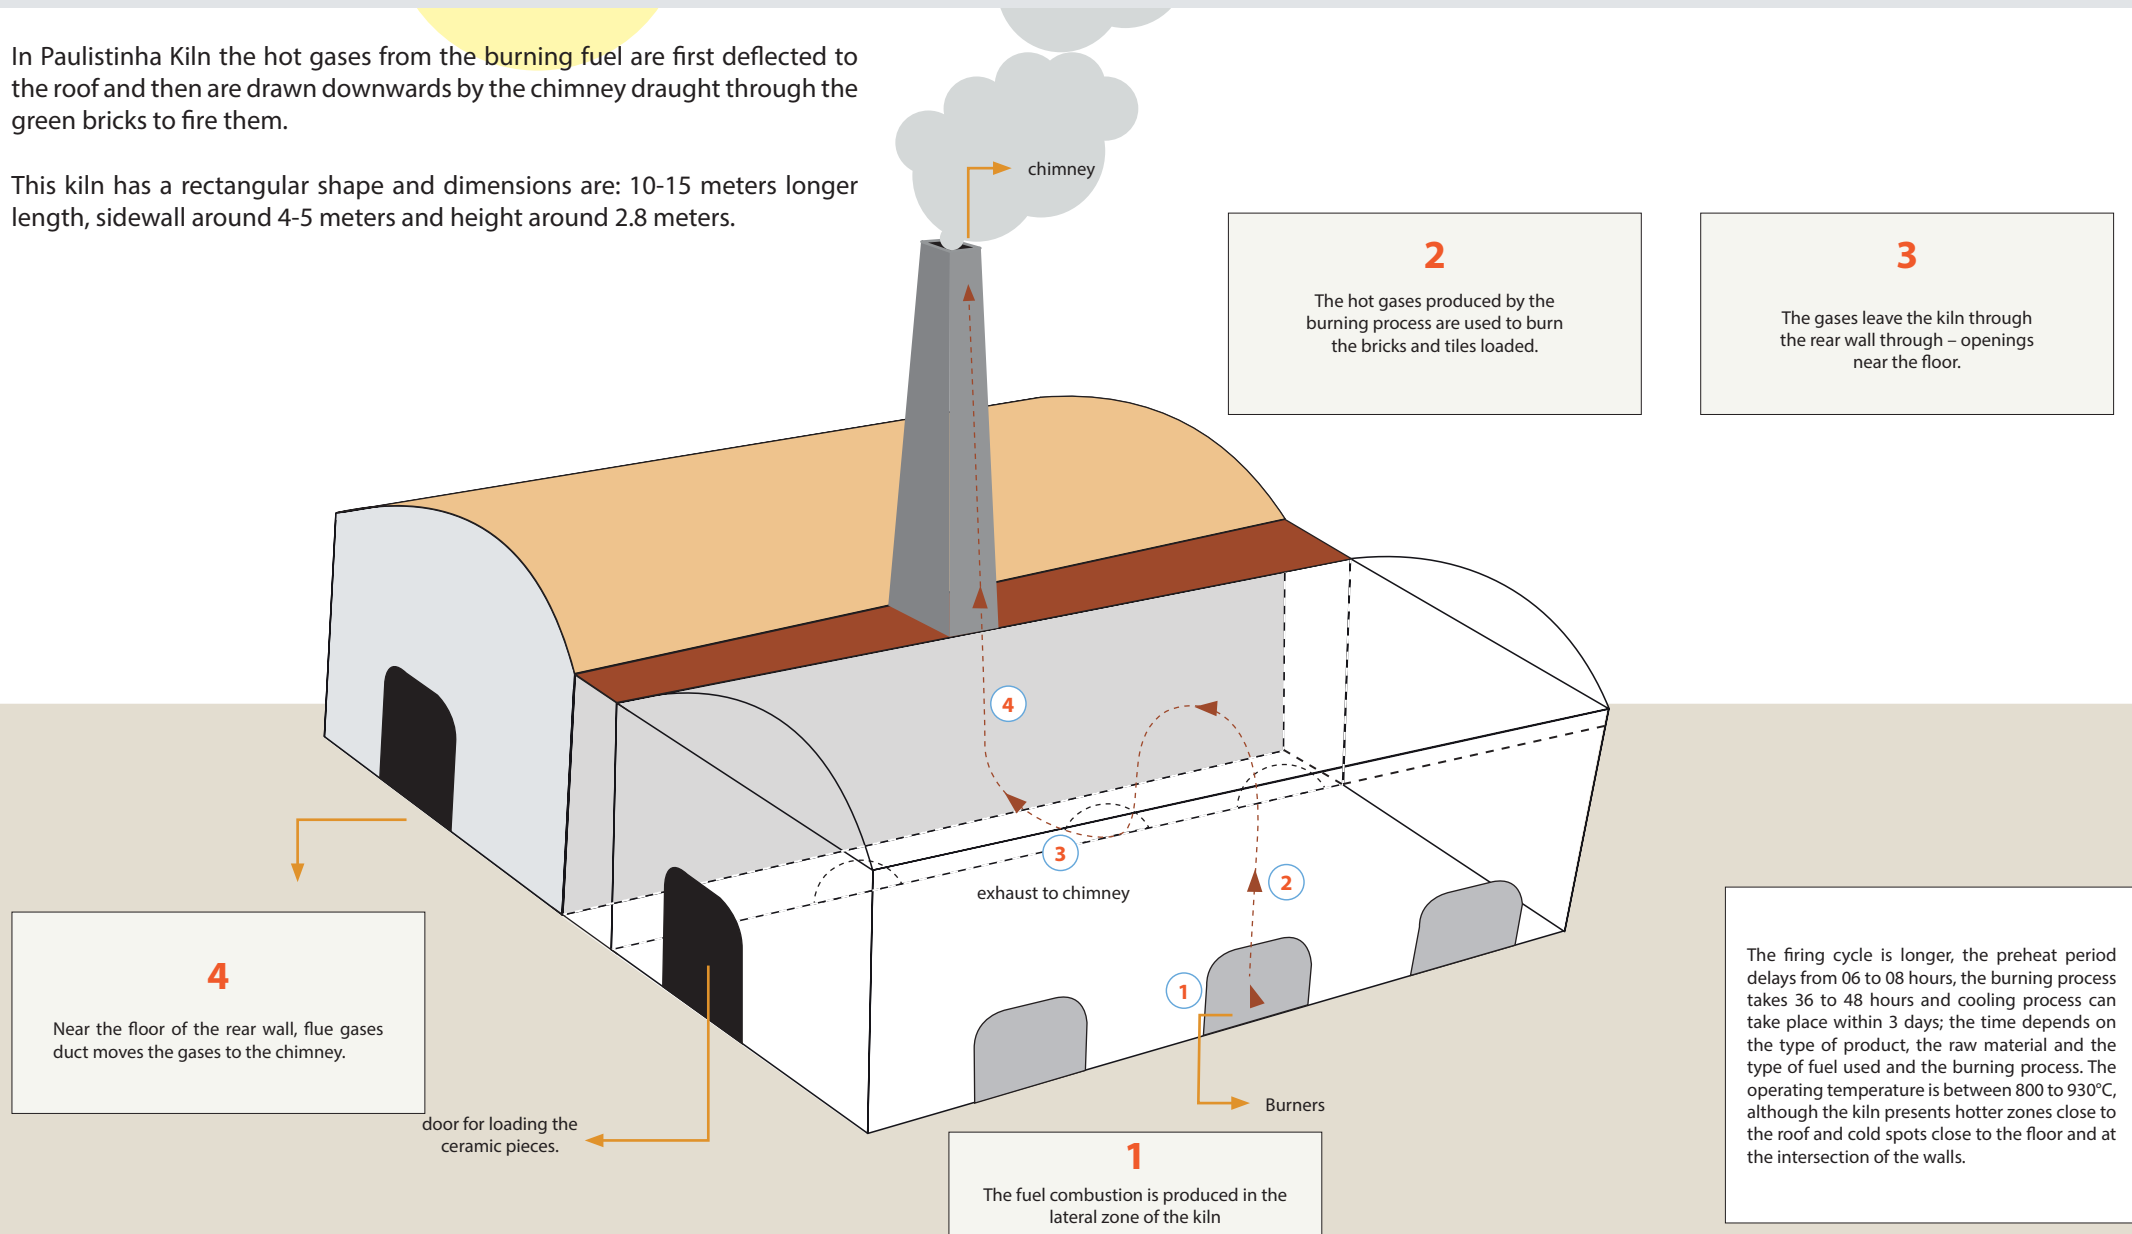 In Paulistinha Kiln the hot gases from the burning fuel are first deflected to
the roof and then are drawn downwards by the chimney draught through the
green bricks to fire them.
This kiln has a rectangular shape and dimensions are: 10-15 meters longer
length, sidewall around 4-5 meters and height around 2.8 meters.
chimney
2
The hot gases produced by the
burning process are used to burn
the bricks and tiles loaded.
3
The gases leave the kiln through
the rear wall through – openings
near the floor.
4
3
exhaust to chimney
2
1
Burners
4
Near the floor of the rear wall, flue gases
duct moves the gases to the chimney.
door for loading the
ceramic pieces.
1
The fuel combustion is produced in the
lateral zone of the kiln
The firing cycle is longer, the preheat period
delays from 06 to 08 hours, the burning process
takes 36 to 48 hours and cooling process can
take place within 3 days; the time depends on
the type of product, the raw material and the
type of fuel used and the burning process. The
operating temperature is between 800 to 930°C,
although the kiln presents hotter zones close to
the roof and cold spots close to the floor and at
the intersection of the walls.